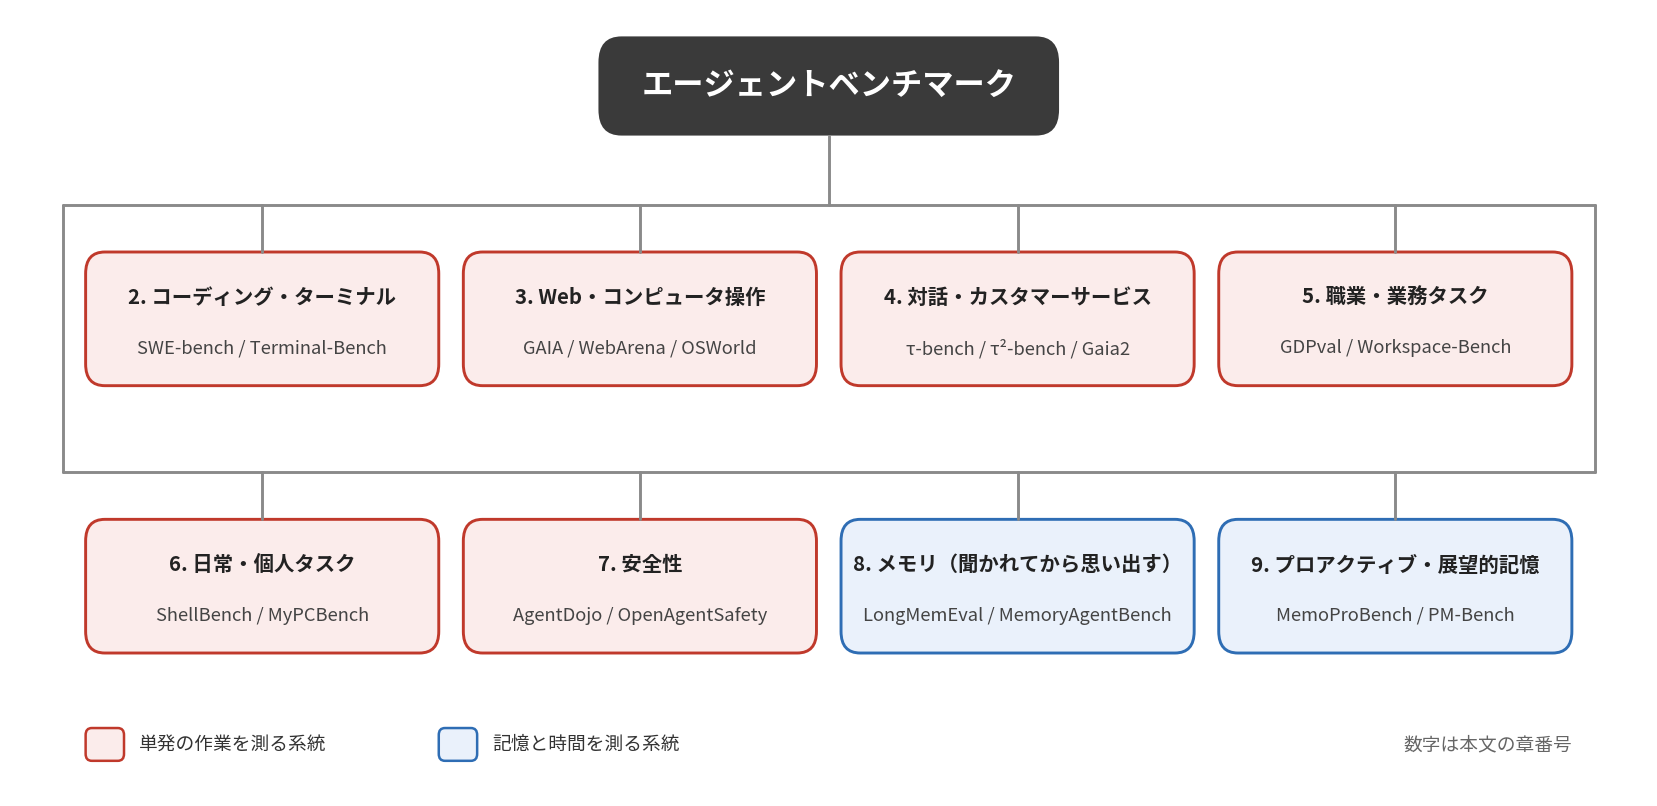 エージェントベンチマーク
2. コーディング・ターミナル
SWE-bench / Terminal-Bench
3. Web・コンピュータ操作
GAIA / WebArena / OSWorld
4. 対話・カスタマーサービス
τ-bench / τ²-bench / Gaia2
5. 職業・業務タスク
GDPval / Workspace-Bench
6. 日常・個人タスク
ShellBench / MyPCBench
7. 安全性
AgentDojo / OpenAgentSafety
8. メモリ（聞かれてから思い出す）
LongMemEval / MemoryAgentBench
9. プロアクティブ・展望的記憶
MemoProBench / PM-Bench
単発の作業を測る系統
記憶と時間を測る系統
数字は本文の章番号